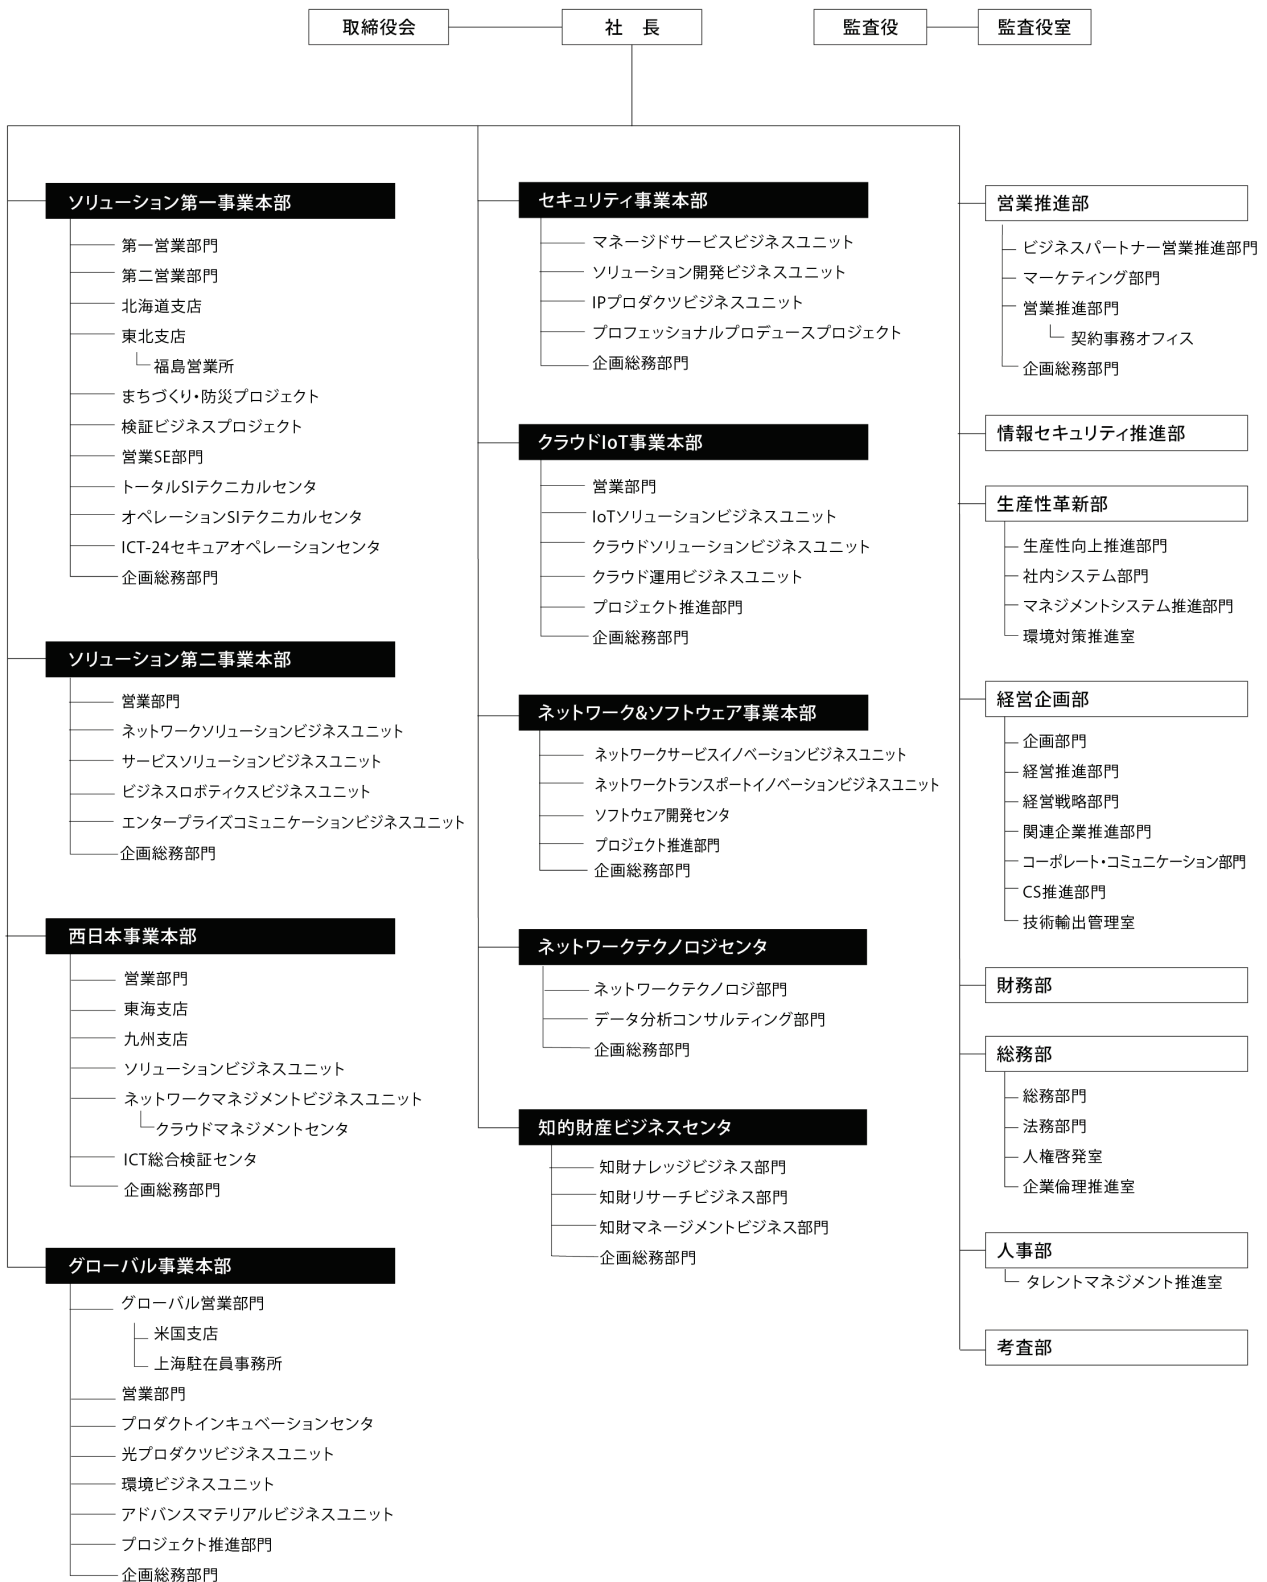 取締役会
社 長
監査役
監査役室
ソリューション第一事業本部
第一営業部門
第二営業部門
北海道支店
東北支店
福島営業所
まちづくり・防災プロジェクト
検証ビジネスプロジェクト
営業SE部門
トータルSIテクニカルセンタ
オペレーションSIテクニカルセンタ
ICT-24セキュアオペレーションセンタ
企画総務部門
ソリューション第二事業本部
営業部門
ネットワークソリューションビジネスユニット
サービスソリューションビジネスユニット
ビジネスロボティクスビジネスユニット
エンタープライズコミュニケーションビジネスユニット
企画総務部門
西日本事業本部
営業部門
東海支店
九州支店
ソリューションビジネスユニット
ネットワークマネジメントビジネスユニット
クラウドマネジメントセンタ
ICT総合検証センタ
企画総務部門
グローバル事業本部
グローバル営業部門
米国支店
上海駐在員事務所
営業部門
プロダクトインキュベーションセンタ
光プロダクツビジネスユニット
環境ビジネスユニット
アドバンスマテリアルビジネスユニット
プロジェクト推進部門
企画総務部門
セキュリティ事業本部
マネージドサービスビジネスユニット
ソリューション開発ビジネスユニット
IPプロダクツビジネスユニット
プロフェッショナルプロデュースプロジェクト
企画総務部門
クラウドIoT事業本部
営業部門
IoTソリューションビジネスユニット
クラウドソリューションビジネスユニット
クラウド運用ビジネスユニット
プロジェクト推進部門
企画総務部門
ネットワーク&ソフトウェア事業本部
ネットワークサービスイノベーションビジネスユニット
ネットワークトランスポートイノベーションビジネスユニット
ソフトウェア開発センタ
プロジェクト推進部門
企画総務部門
ネットワークテクノロジセンタ
ネットワークテクノロジ部門
データ分析コンサルティング部門
企画総務部門
知的財産ビジネスセンタ
知財ナレッジビジネス部門
知財リサーチビジネス部門
知財マネージメントビジネス部門
企画総務部門
営業推進部
ビジネスパートナー営業推進部門
マーケティング部門
営業推進部門
契約事務オフィス
企画総務部門
情報セキュリティ推進部
生産性革新部
生産性向上推進部門
社内システム部門
マネジメントシステム推進部門
環境対策推進室
経営企画部
企画部門
経営推進部門
経営戦略部門
関連企業推進部門
コーポレート・コミュニケーション部門
CS推進部門
技術輸出管理室
財務部
総務部
総務部門
法務部門
人権啓発室
企業倫理推進室
人事部
タレントマネジメント推進室
考査部